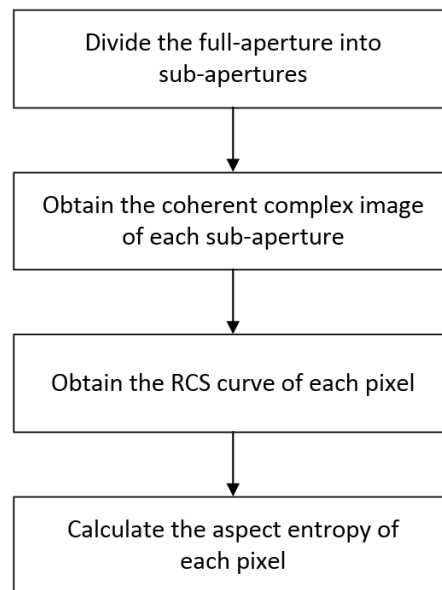 Divide the full-aperture into
sub-apertures
Obtain the coherent complex image
of each sub-aperture
Obtain the RCS curve of each pixel
Calculate the aspect entropy of
each pixel